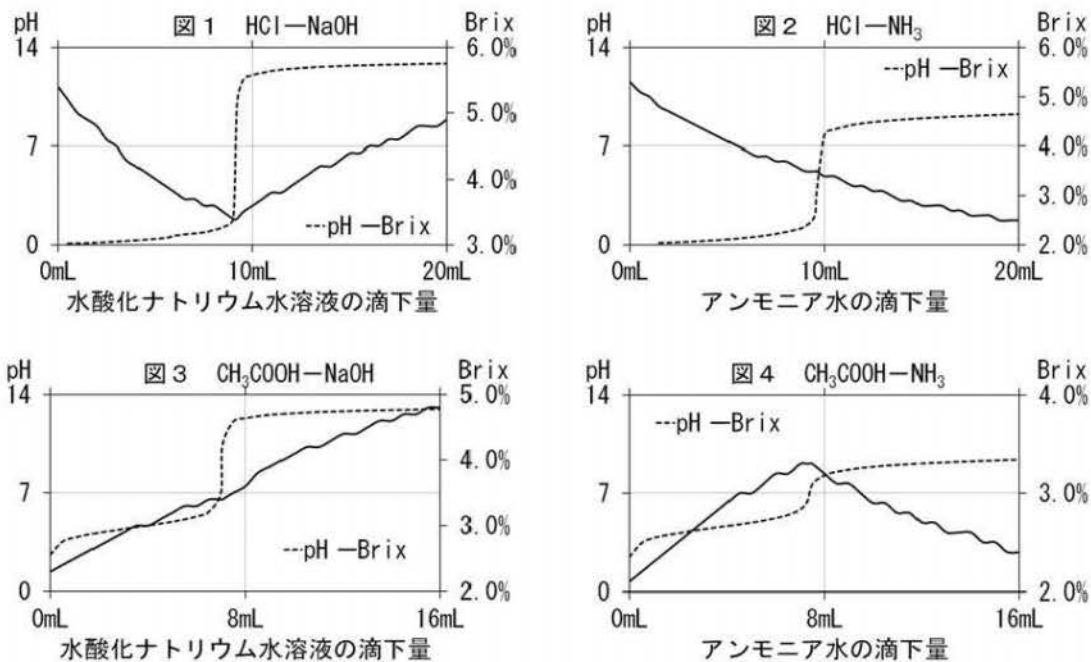 図1 HCl—NaOH
pH
Brix
14
7
0
6.0%
5.0%
4.0%
3.0%
---pH —Brix
0mL 10mL 20mL
水酸化ナトリウム水溶液の滴下量
図2 HCl—NH₃
pH
Brix
14
7
0
6.0%
5.0%
4.0%
3.0%
2.0%
---pH —Brix
0mL 10mL 20mL
アンモニア水の滴下量
図3 CH₃COOH—NaOH
pH
Brix
14
7
0
5.0%
4.0%
3.0%
2.0%
---pH —Brix
0mL 8mL 16mL
水酸化ナトリウム水溶液の滴下量
図4 CH₃COOH—NH₃
pH
Brix
14
7
0
4.0%
3.0%
2.0%
---pH —Brix
0mL 8mL 16mL
アンモニア水の滴下量